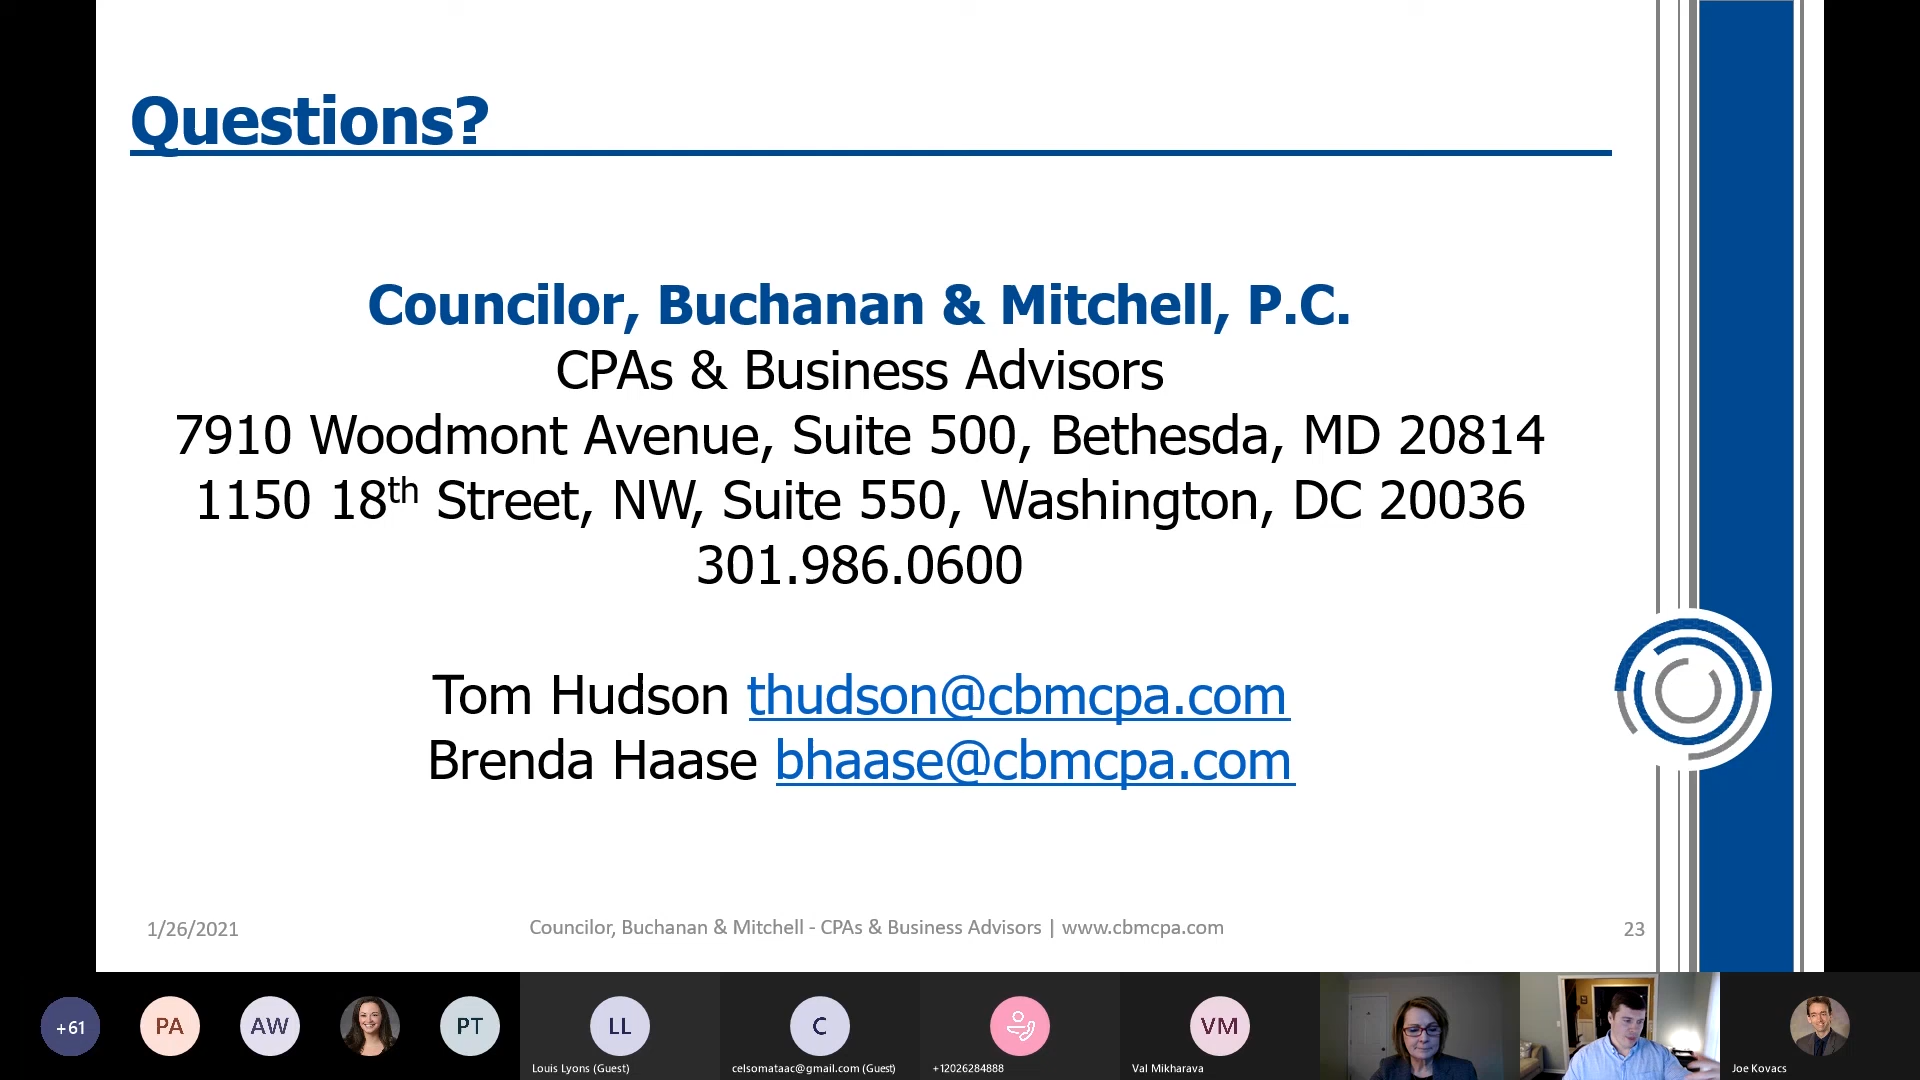 Questions?
Councilor, Buchanan & Mitchell, P.C.
CPAs & Business Advisors
7910 Woodmont Avenue, Suite 500, Bethesda, MD 20814
1150 18th Street, NW, Suite 550, Washington, DC 20036
301.986.0600
Tom Hudson thudson@cbmcpa.com
Brenda Haase bhaase@cbmcpa.com
1/26/2021
Councilor, Buchanan & Mitchell - CPAs & Business Advisors | www.cbmcpa.com
23
+61
PA
AW
PT
LL
C
VM
Louis Lyons (Guest)
celsomataac@gmail.com (Guest)
+12026284888
Val Mikharava
Joe Kovacs